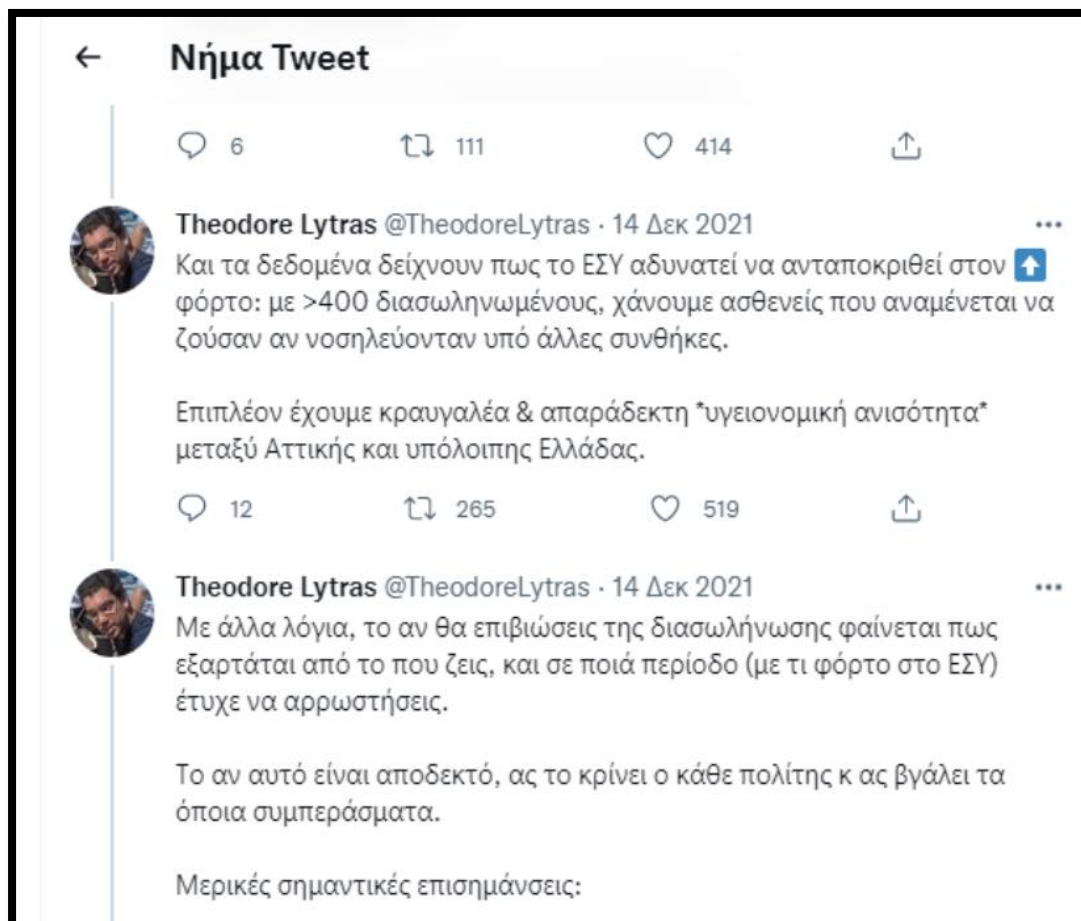 Νήμα Tweet
6 111 414
Theodore Lytras @TheodoreLytras · 14 Δεκ 2021
Και τα δεδομένα δείχνουν πως το ΕΣΥ αδυνατεί να ανταποκριθεί στον ⬆
φόρτο: με >400 διασωληνωμένους, χάνουμε ασθενείς που αναμένεται να
ζούσαν αν νοσηλεύονταν υπό άλλες συνθήκες.
Επιπλέον έχουμε κραυγαλέα & απαράδεκτη *υγειονομική ανισότητα*
μεταξύ Αττικής και υπόλοιπης Ελλάδας.
12 265 519
Theodore Lytras @TheodoreLytras · 14 Δεκ 2021
Με άλλα λόγια, το αν θα επιβιώσεις της διασωλήνωσης φαίνεται πως
εξαρτάται από το που ζεις, και σε ποιά περίοδο (με τι φόρτο στο ΕΣΥ)
έτυχε να αρρωστήσεις.
Το αν αυτό είναι αποδεκτό, ας το κρίνει ο κάθε πολίτης κ ας βγάλει τα
όποια συμπεράσματα.
Μερικές σημαντικές επισημάνσεις: